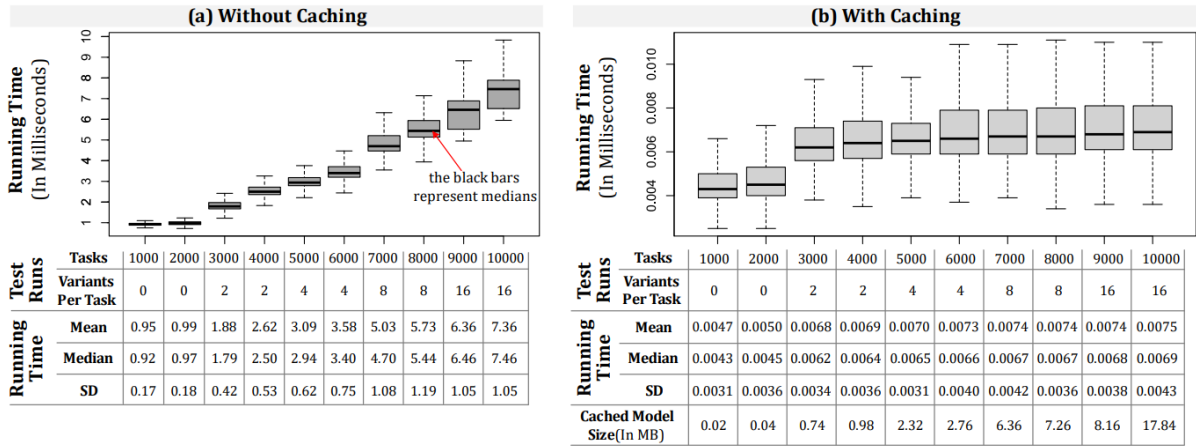 (a) Without Caching
Running Time
(In Milliseconds)
10
9
8
7
6
5
4
3
2
1
the black bars
represent medians
Test Runs
Tasks 1000 2000 3000 4000 5000 6000 7000 8000 9000 10000
Variants
Per Task 0 0 2 2 4 4 8 8 16 16
Running Time
Mean 0.95 0.99 1.88 2.62 3.09 3.58 5.03 5.73 6.36 7.36
Median 0.92 0.97 1.79 2.50 2.94 3.40 4.70 5.44 6.46 7.46
SD 0.17 0.18 0.42 0.53 0.62 0.75 1.08 1.19 1.05 1.05
(b) With Caching
Running Time
(In Milliseconds)
0.010
0.008
0.006
0.004
Test Runs
Tasks 1000 2000 3000 4000 5000 6000 7000 8000 9000 10000
Variants
Per Task 0 0 2 2 4 4 8 8 16 16
Running Time
Mean 0.0047 0.0050 0.0068 0.0069 0.0070 0.0073 0.0074 0.0074 0.0074 0.0075
Median 0.0043 0.0045 0.0062 0.0064 0.0065 0.0066 0.0067 0.0067 0.0068 0.0069
SD 0.0031 0.0036 0.0034 0.0036 0.0031 0.0040 0.0042 0.0036 0.0038 0.0043
Cached Model
Size(In MB) 0.02 0.04 0.74 0.98 2.32 2.76 6.36 7.26 8.16 17.84